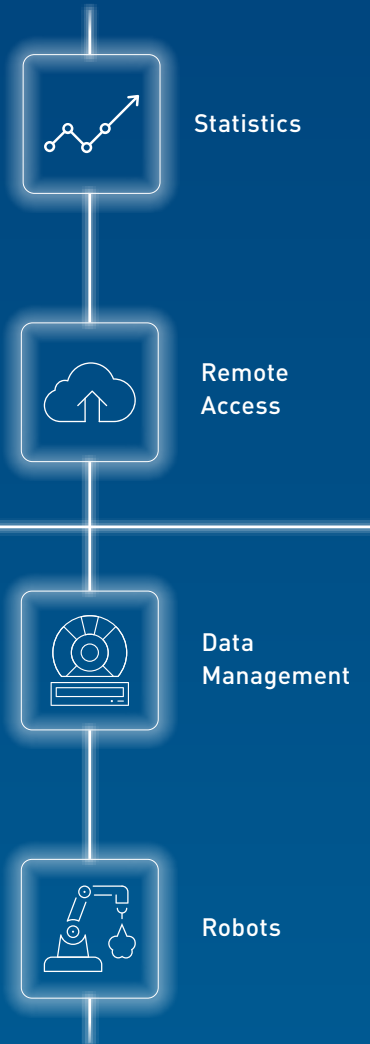 Statistics
Remote
Access
Data
Management
Robots